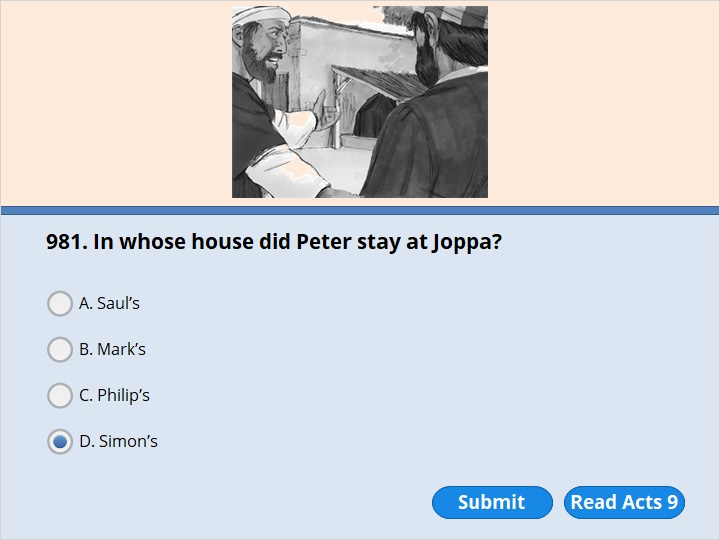 981. In whose house did Peter stay at Joppa?
A. Saul’s
B. Mark’s
C. Philip’s
D. Simon’s
Submit
Read Acts 9